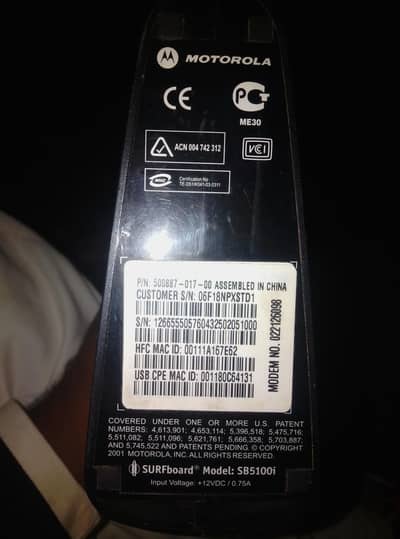 MOTOROLA
CE
PCT
ME30
ACN 004 742 312
VCI
Certification No
P/N: 500887-017-00 ASSEMBLED IN CHINA
CUSTOMER S/N: 06F18NPXSTD1
S/N: 126655505760432502051000
HFC MAC ID: 00111A157E62
USB CPE MAC ID: 001180C64131
MODEM NO. 022126098
COVERED UNDER ONE OR MORE U.S. PATENT
NUMBERS: 4,613,901; 4,653,114; 5,396,518; 5,475,716;
5,511,082; 5,511,096; 5,621,761; 5,666,358; 5,703,887;
and 5,745,522 AND PATENTS PENDING. © COPYRIGHT
2001 MOTOROLA, INC. ALL RIGHTS RESERVED.
SURFboard® Model: SB5100i
Input Voltage: +12VDC / 0.75A